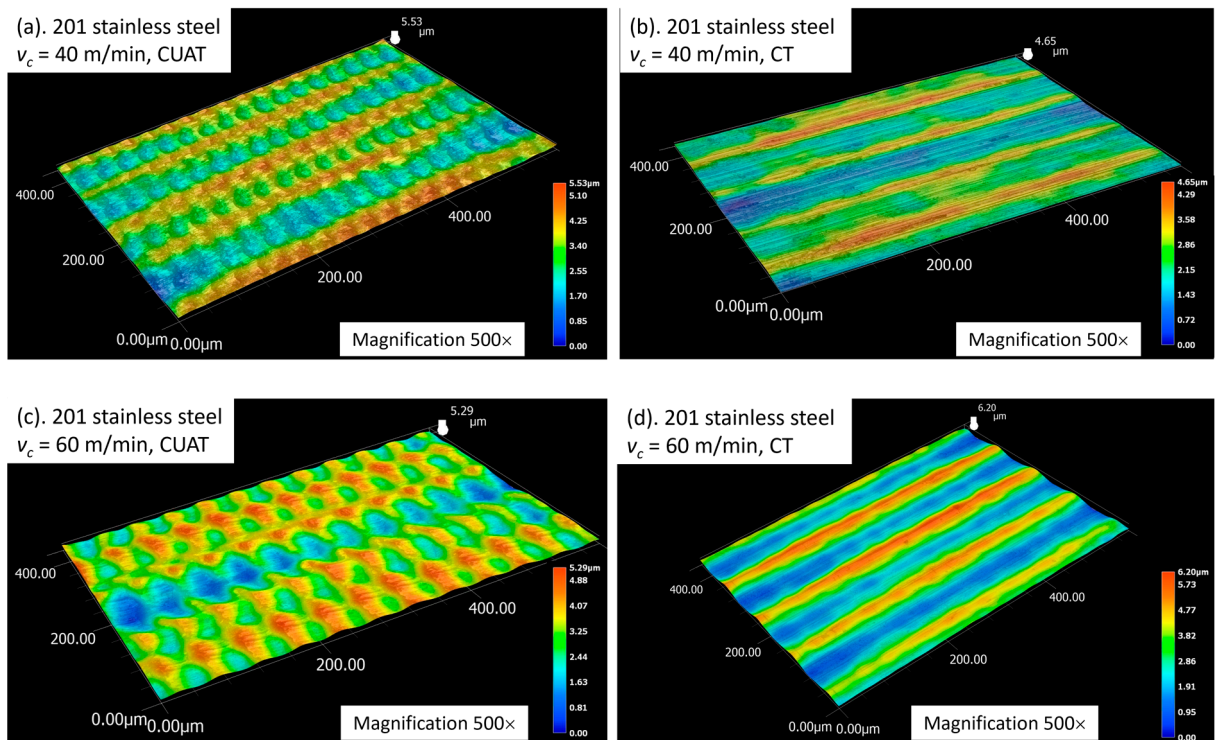 (a). 201 stainless steel
v_c = 40 m/min, CUAT
5.53
μm
400.00
200.00
0.00μm
0.00μm
200.00
400.00
5.53μm
5.10
4.25
3.40
2.55
1.70
0.85
0.00
Magnification 500×
(b). 201 stainless steel
v_c = 40 m/min, CT
4.65
μm
400.00
200.00
0.00μm
0.00μm
200.00
400.00
4.65μm
4.29
3.58
2.86
2.15
1.43
0.72
0.00
Magnification 500×
(c). 201 stainless steel
v_c = 60 m/min, CUAT
5.29
μm
400.00
200.00
0.00μm
0.00μm
200.00
400.00
5.29μm
4.88
4.07
3.25
2.44
1.63
0.81
0.00
Magnification 500×
(d). 201 stainless steel
v_c = 60 m/min, CT
6.20
μm
400.00
200.00
0.00μm
0.00μm
200.00
400.00
6.20μm
5.73
4.77
3.82
2.86
1.91
0.95
0.00
Magnification 500×